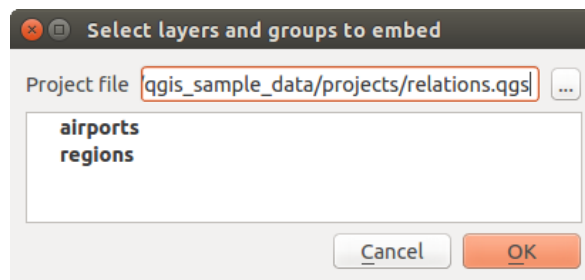 Select layers and groups to embed
Project file /qgis_sample_data/projects/relations.qgs ...
airports
regions
Cancel OK